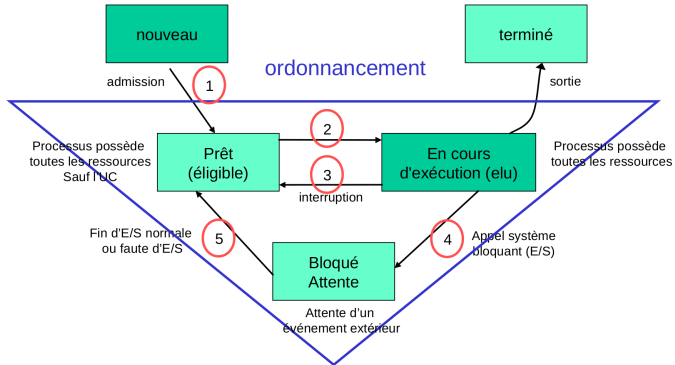 nouveau
terminé
ordonnancement
admission
1
sortie
2
Processus possède
toutes les ressources
Sauf l'UC
Prêt
(éligible)
En cours
d'exécution (elu)
Processus possède
toutes les ressources
3
interruption
Fin d'E/S normale
ou faute d'E/S
5
4
Appel système
bloquant (E/S)
Bloqué
Attente
Attente d'un
événement extérieur